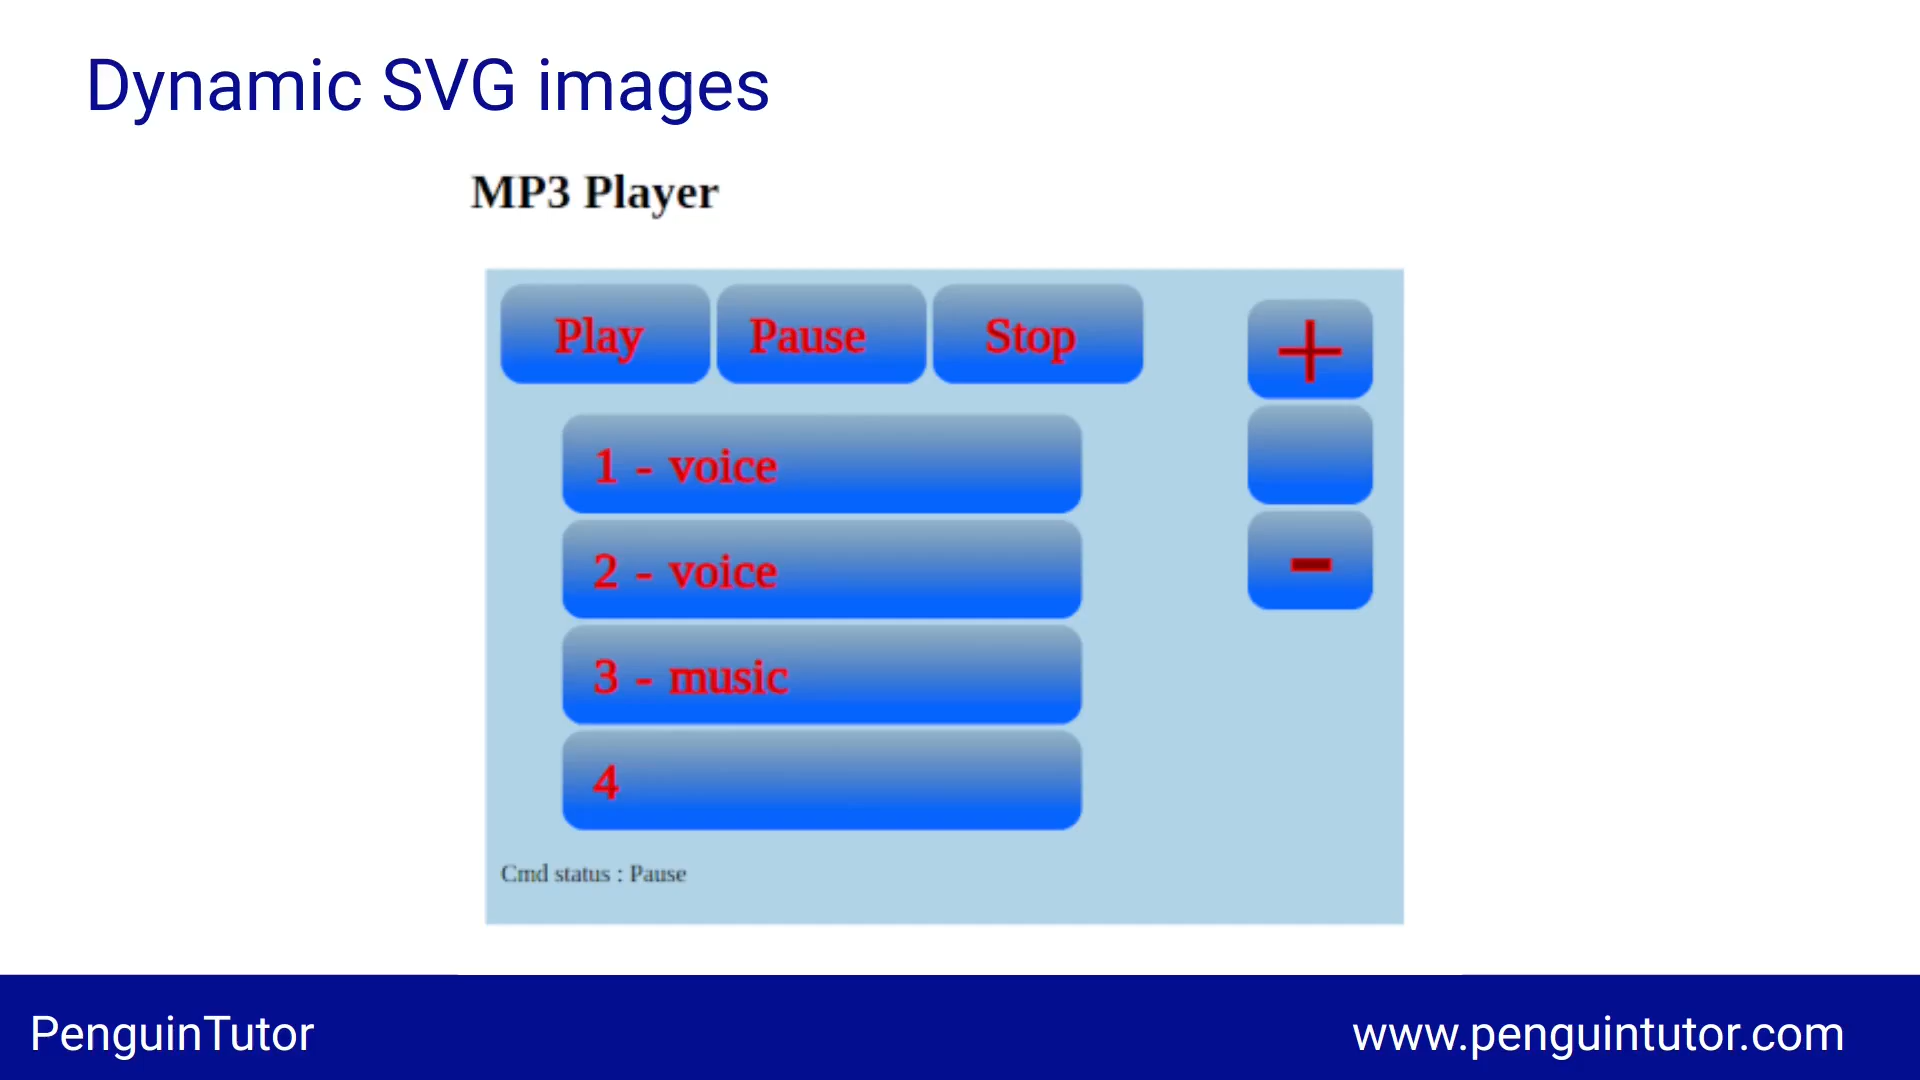 Dynamic SVG images
MP3 Player
Play Pause Stop
+
1 - voice
2 - voice
-
3 - music
4
Cmd status : Pause
PenguinTutor www.penguintutor.com